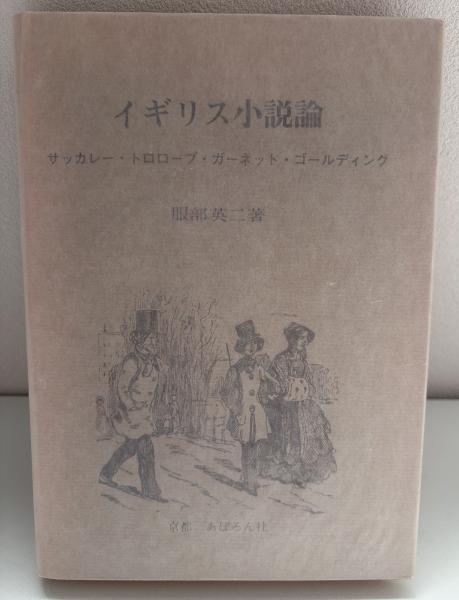 イギリス小説論
サッカレー・トロロープ・ガーネット・ゴールディング
服部英二著
京都 あぽろん社